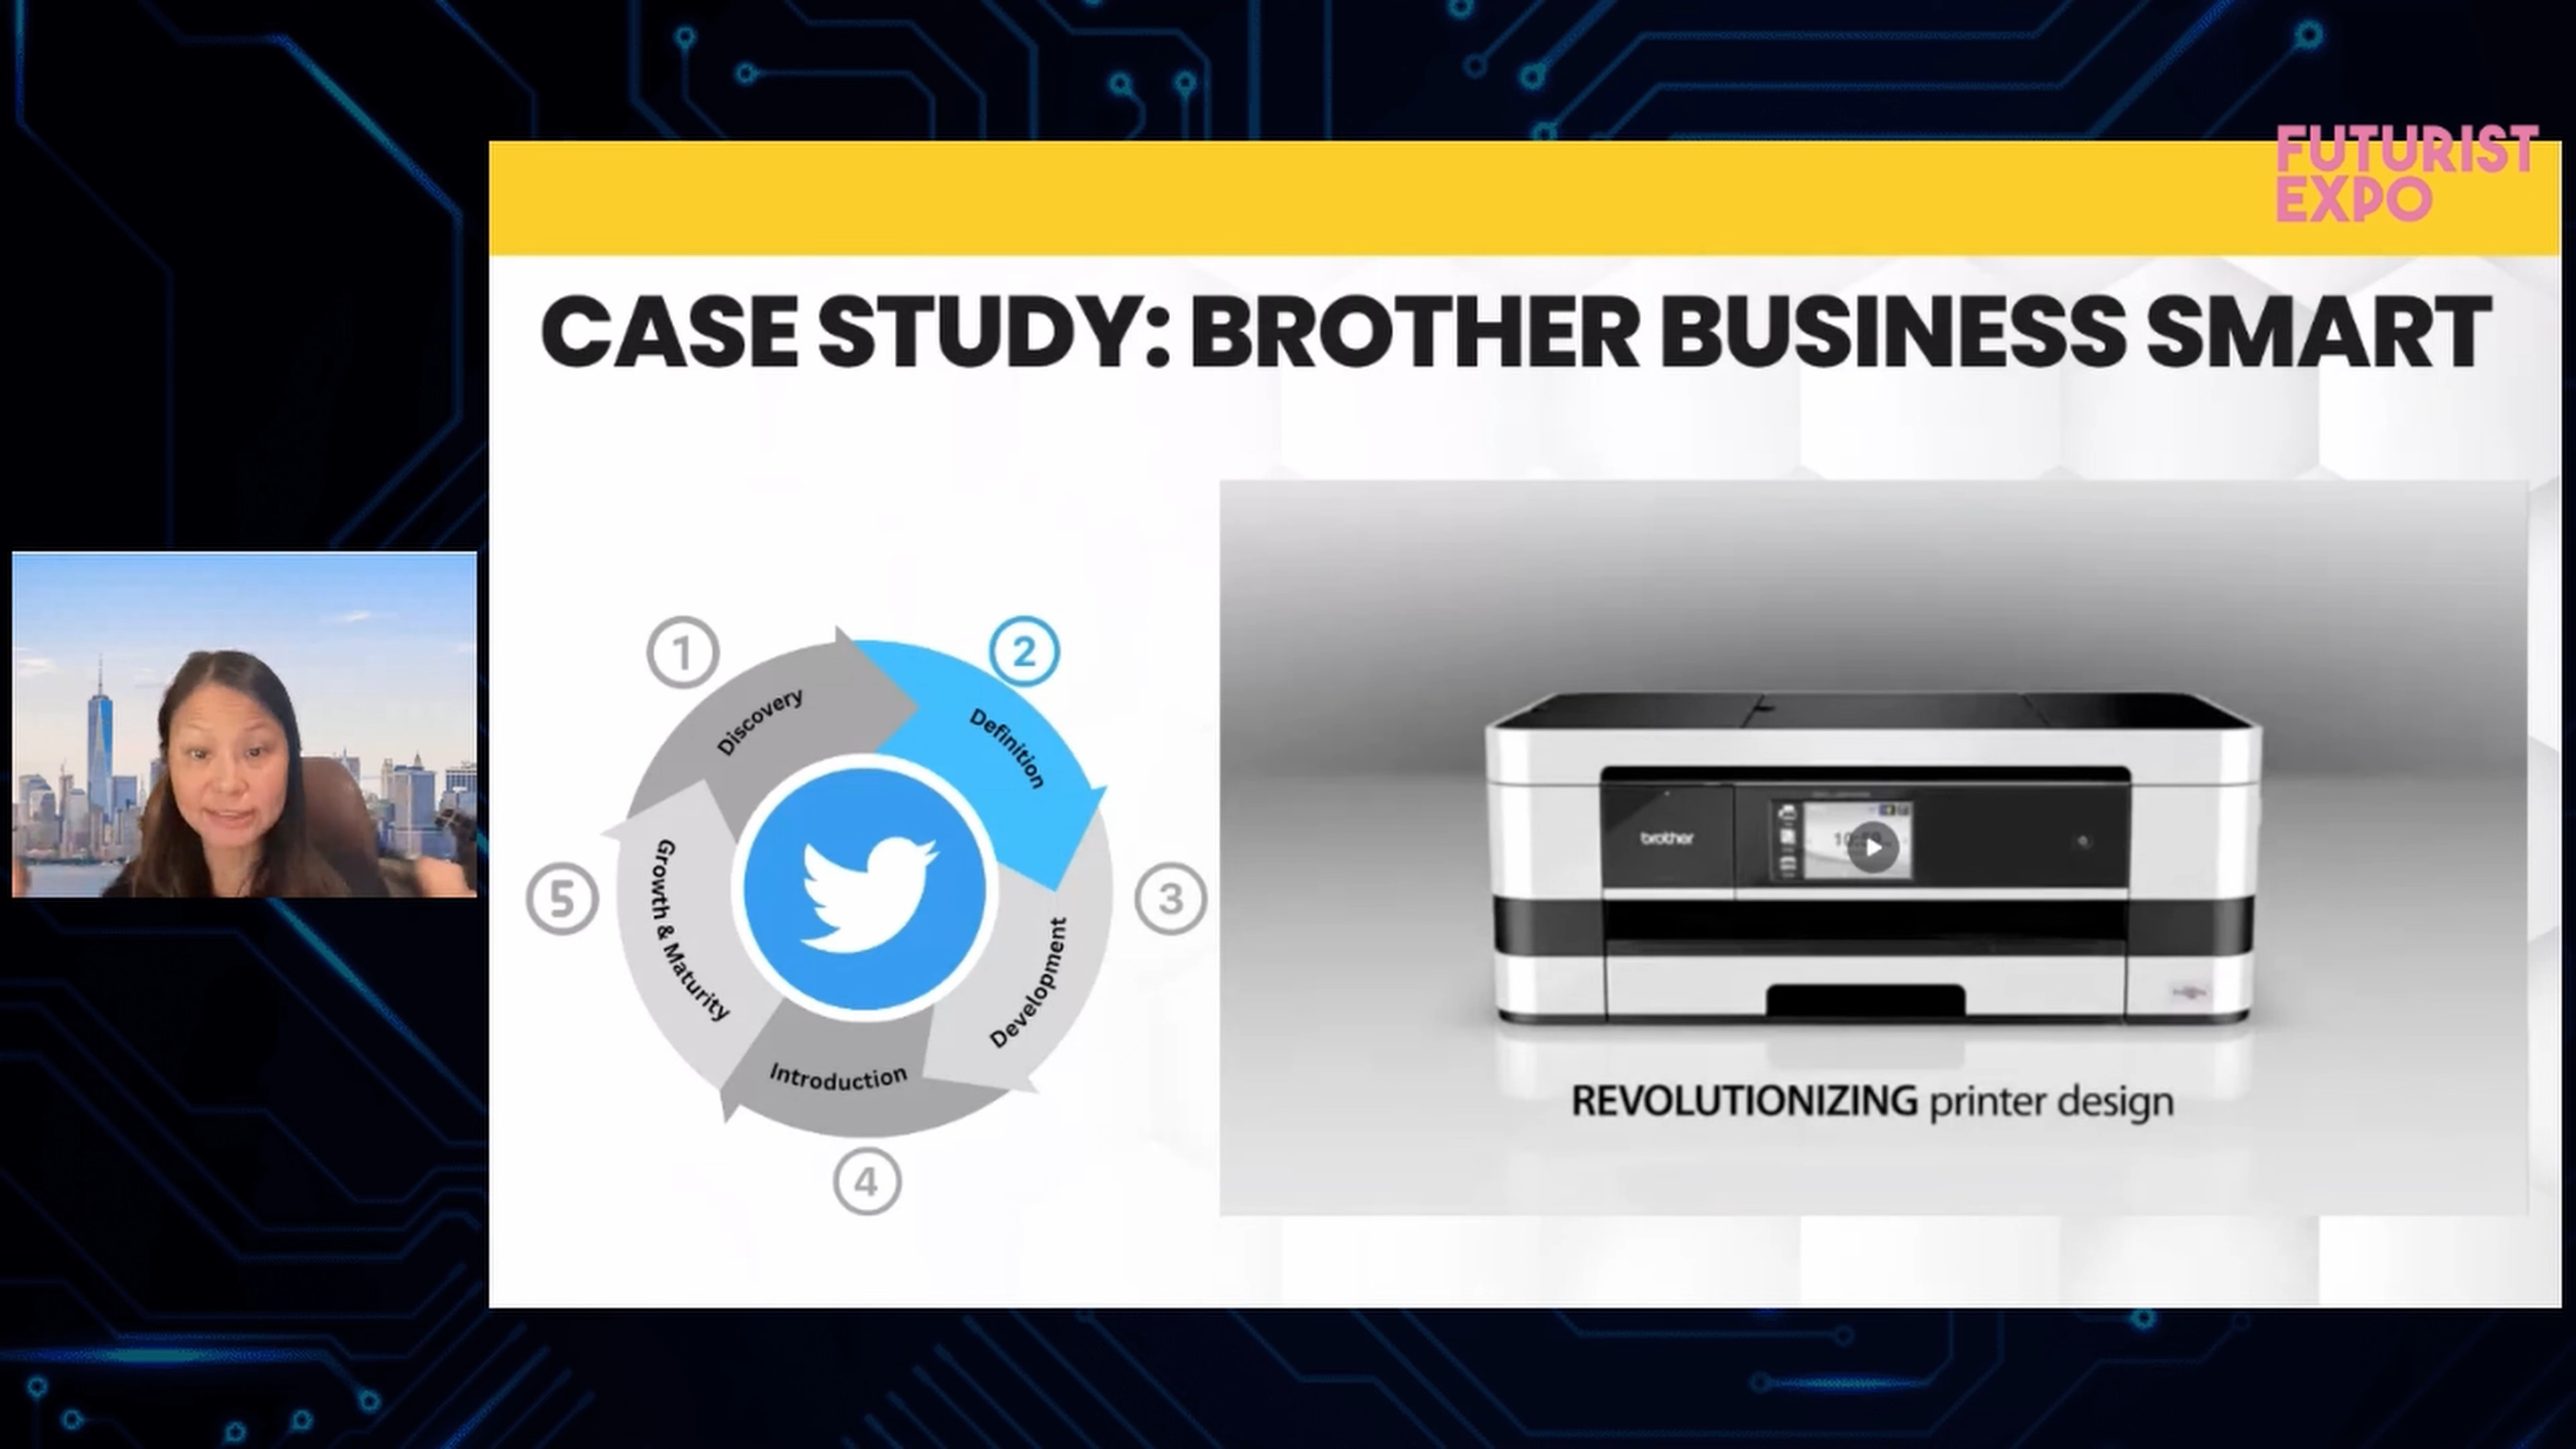 FUTURIST
EXPO
CASE STUDY: BROTHER BUSINESS SMART
1
Discovery
2
Definition
3
Development
4
Introduction
5
Growth & Maturity
brother
REVOLUTIONIZING printer design